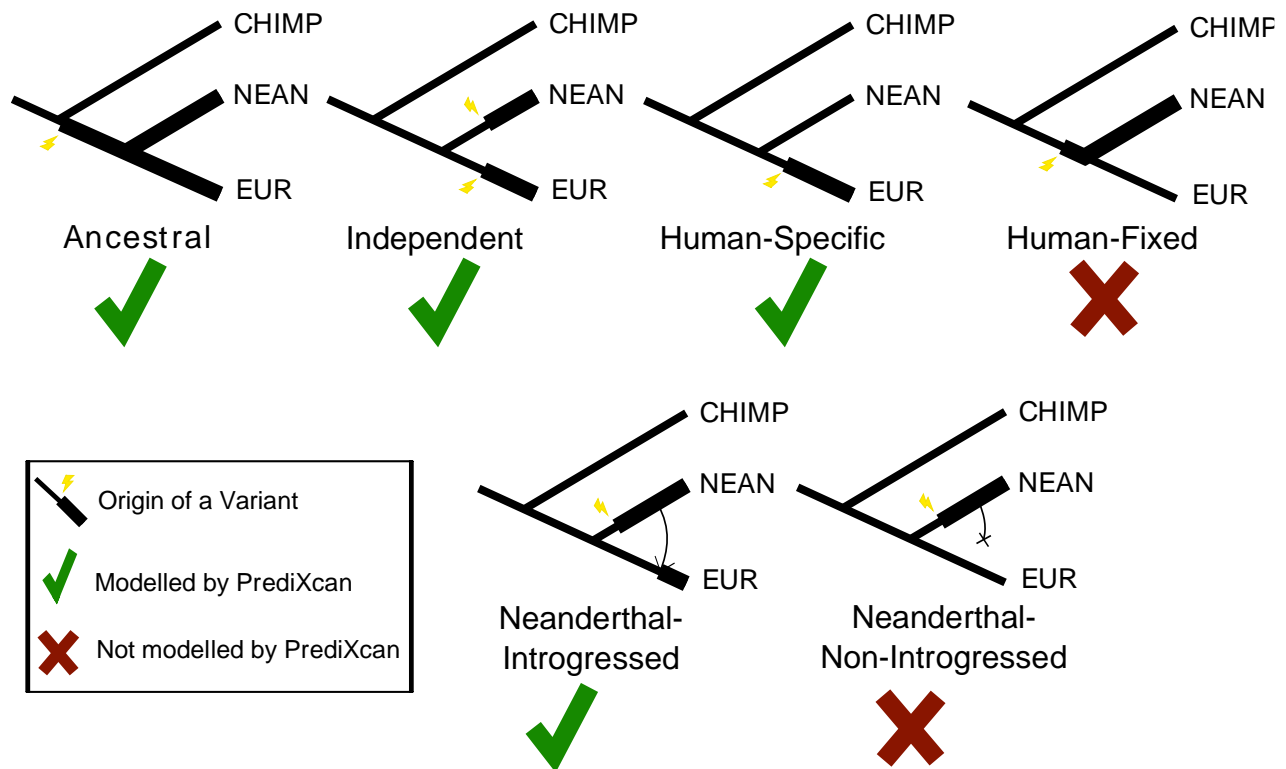 CHIMP
NEAN
EUR
Ancestral
CHIMP
NEAN
EUR
Independent
CHIMP
NEAN
EUR
Human-Specific
CHIMP
NEAN
EUR
Human-Fixed
Origin of a Variant
Modelled by PrediXcan
Not modelled by PrediXcan
CHIMP
NEAN
EUR
Neanderthal-
Introgressed
CHIMP
NEAN
EUR
Neanderthal-
Non-Introgressed